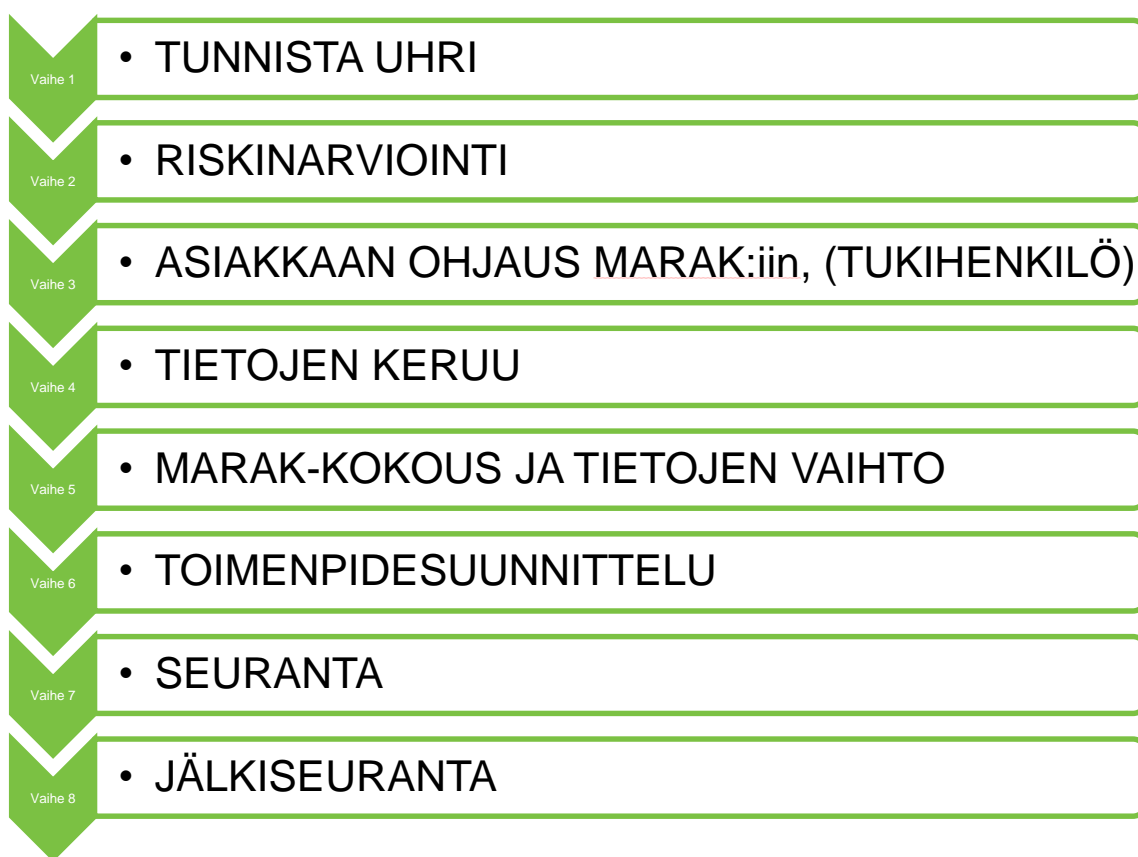 Vaihe 1
• TUNNISTA UHRI
Vaihe 2
• RISKINARVIOINTI
Vaihe 3
• ASIAKKAAN OHJAUS MARAK:iin, (TUKIHENKILÖ)
Vaihe 4
• TIETOJEN KERUU
Vaihe 5
• MARAK-KOKOUS JA TIETOJEN VAIHTO
Vaihe 6
• TOIMENPIDESUUNNITTELU
Vaihe 7
• SEURANTA
Vaihe 8
• JÄLKISEURANTA